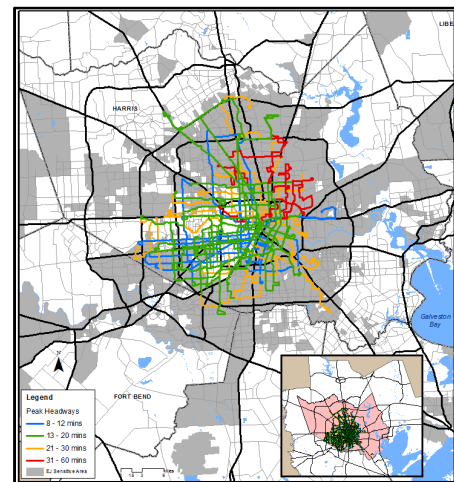 LIBE
HARRIS
Galveston
Bay
FORT BEND
N
Legend
Peak Headways
8 - 12 mins
13 - 20 mins
21 - 30 mins
31 - 60 mins
EJ Sensitive Area
Miles